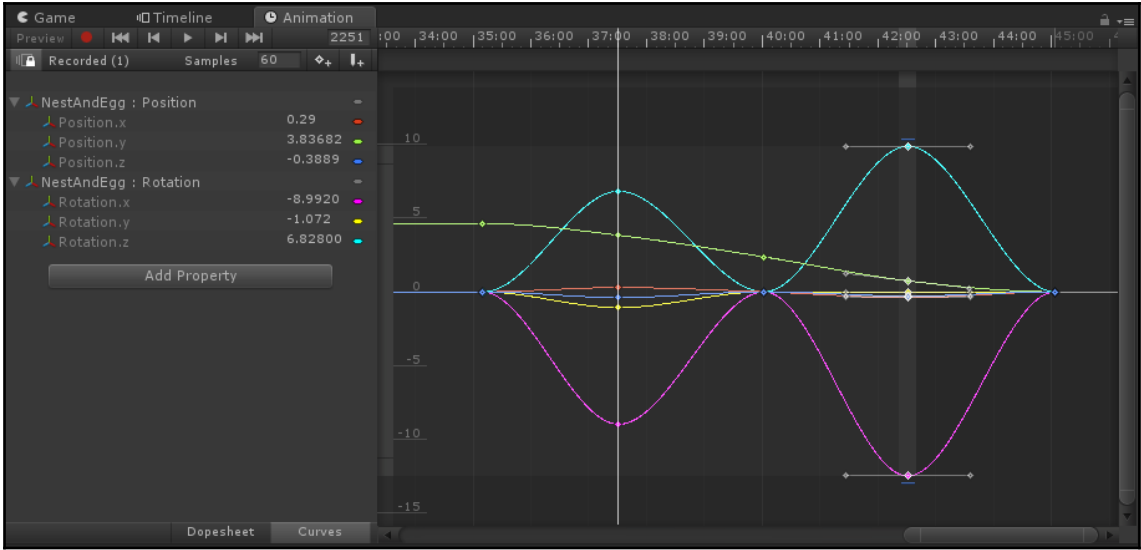 Game Timeline Animation
Preview 2251 :00 34:00 35:00 36:00 37:00 38:00 39:00 40:00 41:00 42:00 43:00 44:00 45:00 4
Recorded (1) Samples 60
NestAndEgg : Position
Position.x 0.29
Position.y 3.83682
Position.z -0.3889
NestAndEgg : Rotation
Rotation.x -8.9920
Rotation.y -1.072
Rotation.z 6.82800
Add Property
10
5
0
-5
-10
-15
Dopesheet Curves